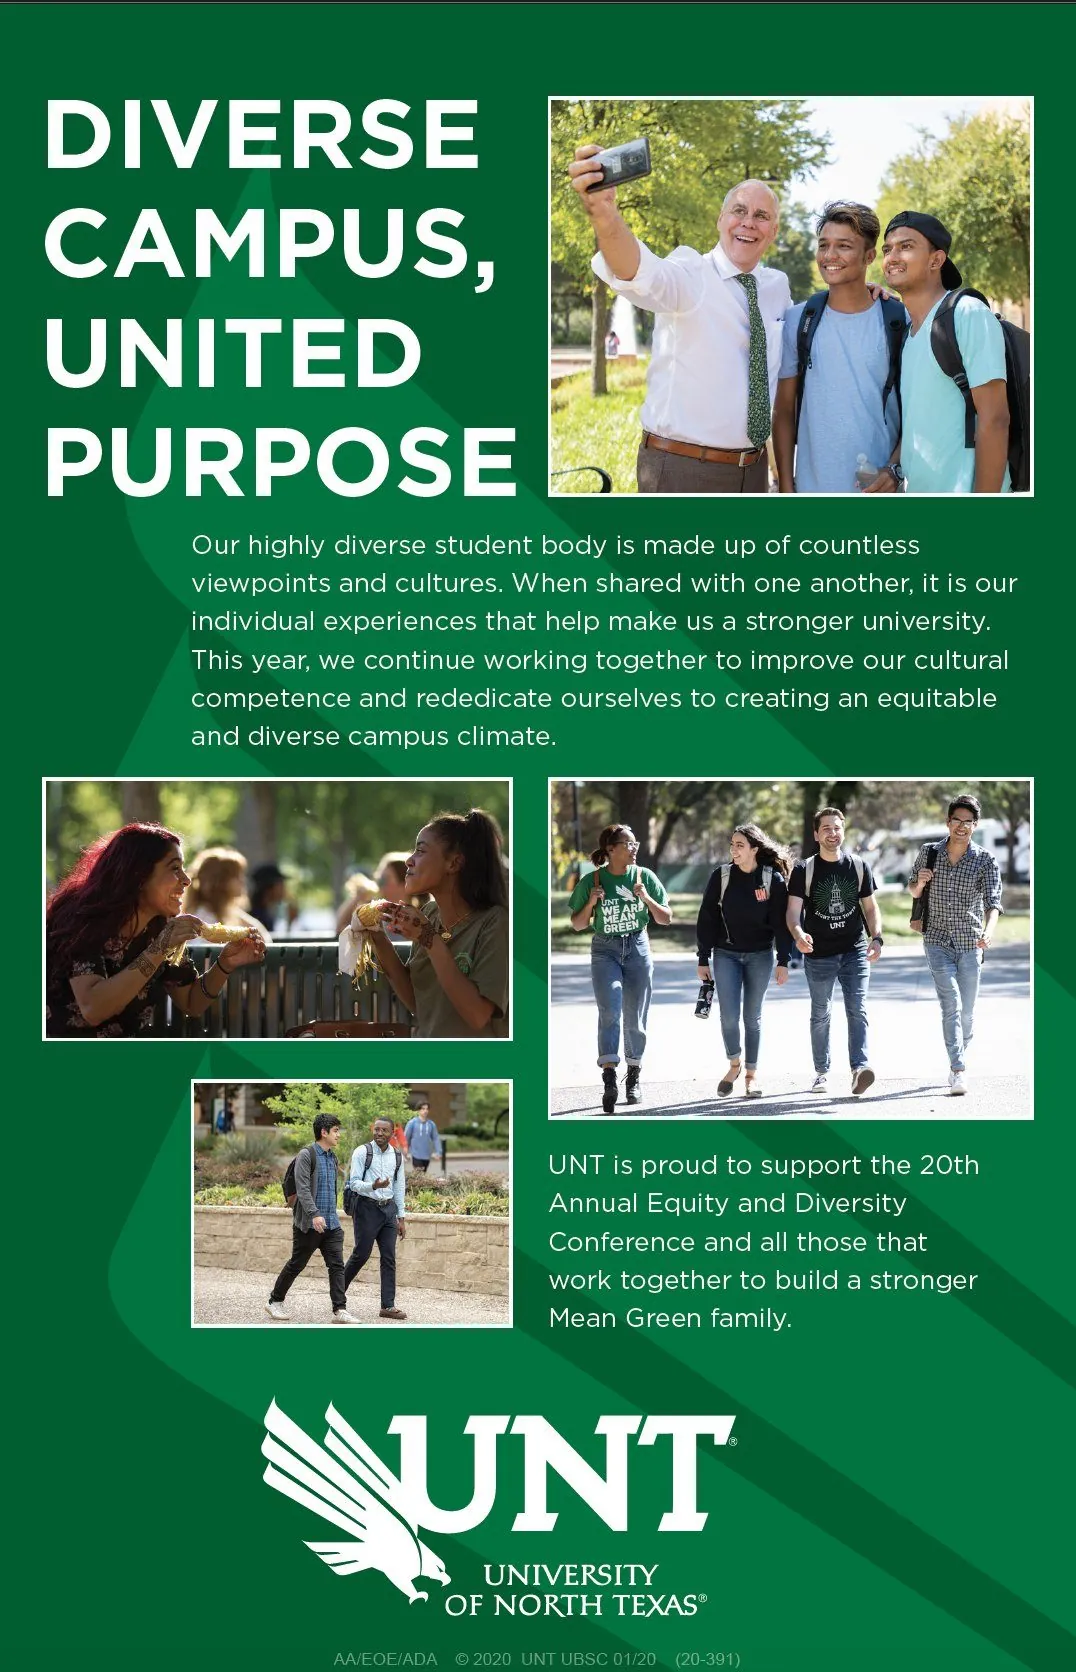 DIVERSE
CAMPUS,
UNITED
PURPOSE
Our highly diverse student body is made up of countless
viewpoints and cultures. When shared with one another, it is our
individual experiences that help make us a stronger university.
This year, we continue working together to improve our cultural
competence and rededicate ourselves to creating an equitable
and diverse campus climate.
UNT
WE ARE
MEAN
GREEN
LIGHT THE TOWER
UNT
UNT is proud to support the 20th
Annual Equity and Diversity
Conference and all those that
work together to build a stronger
Mean Green family.
UNT®
UNIVERSITY
OF NORTH TEXAS®
AA/EOE/ADA © 2020 UNT UBSC 01/20 (20-391)